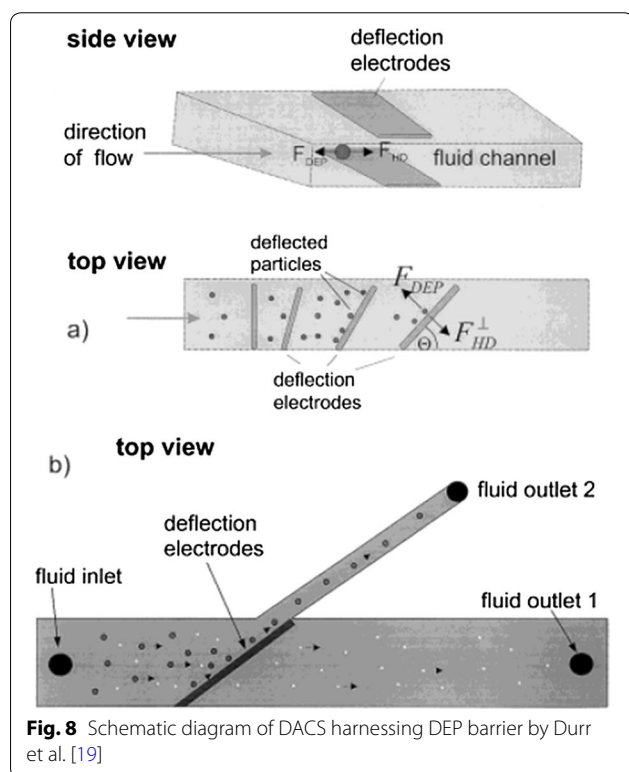 side view
deflection
electrodes
direction
of flow
F_DEP F_HD fluid channel
top view
deflected
particles
a)
F_DEP
F_HD^⊥
Θ
deflection
electrodes
top view
b)
deflection
electrodes
fluid outlet 2
fluid inlet
fluid outlet 1
Fig. 8 Schematic diagram of DACS harnessing DEP barrier by Durr
et al. [19]